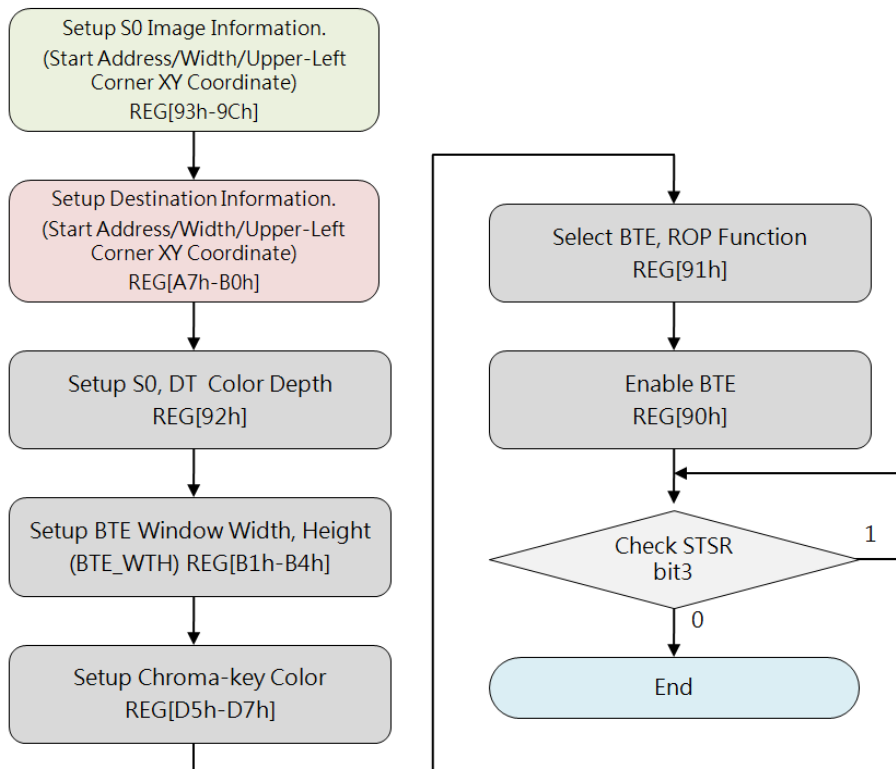 Setup S0 Image Information.
(Start Address/Width/Upper-Left
Corner XY Coordinate)
REG[93h-9Ch]
Setup Destination Information.
(Start Address/Width/Upper-Left
Corner XY Coordinate)
REG[A7h-B0h]
Setup S0, DT  Color Depth
REG[92h]
Setup BTE Window Width, Height
(BTE_WTH) REG[B1h-B4h]
Setup Chroma-key Color
REG[D5h-D7h]
Select BTE, ROP Function
REG[91h]
Enable BTE
REG[90h]
Check STSR
bit3
1
0
End